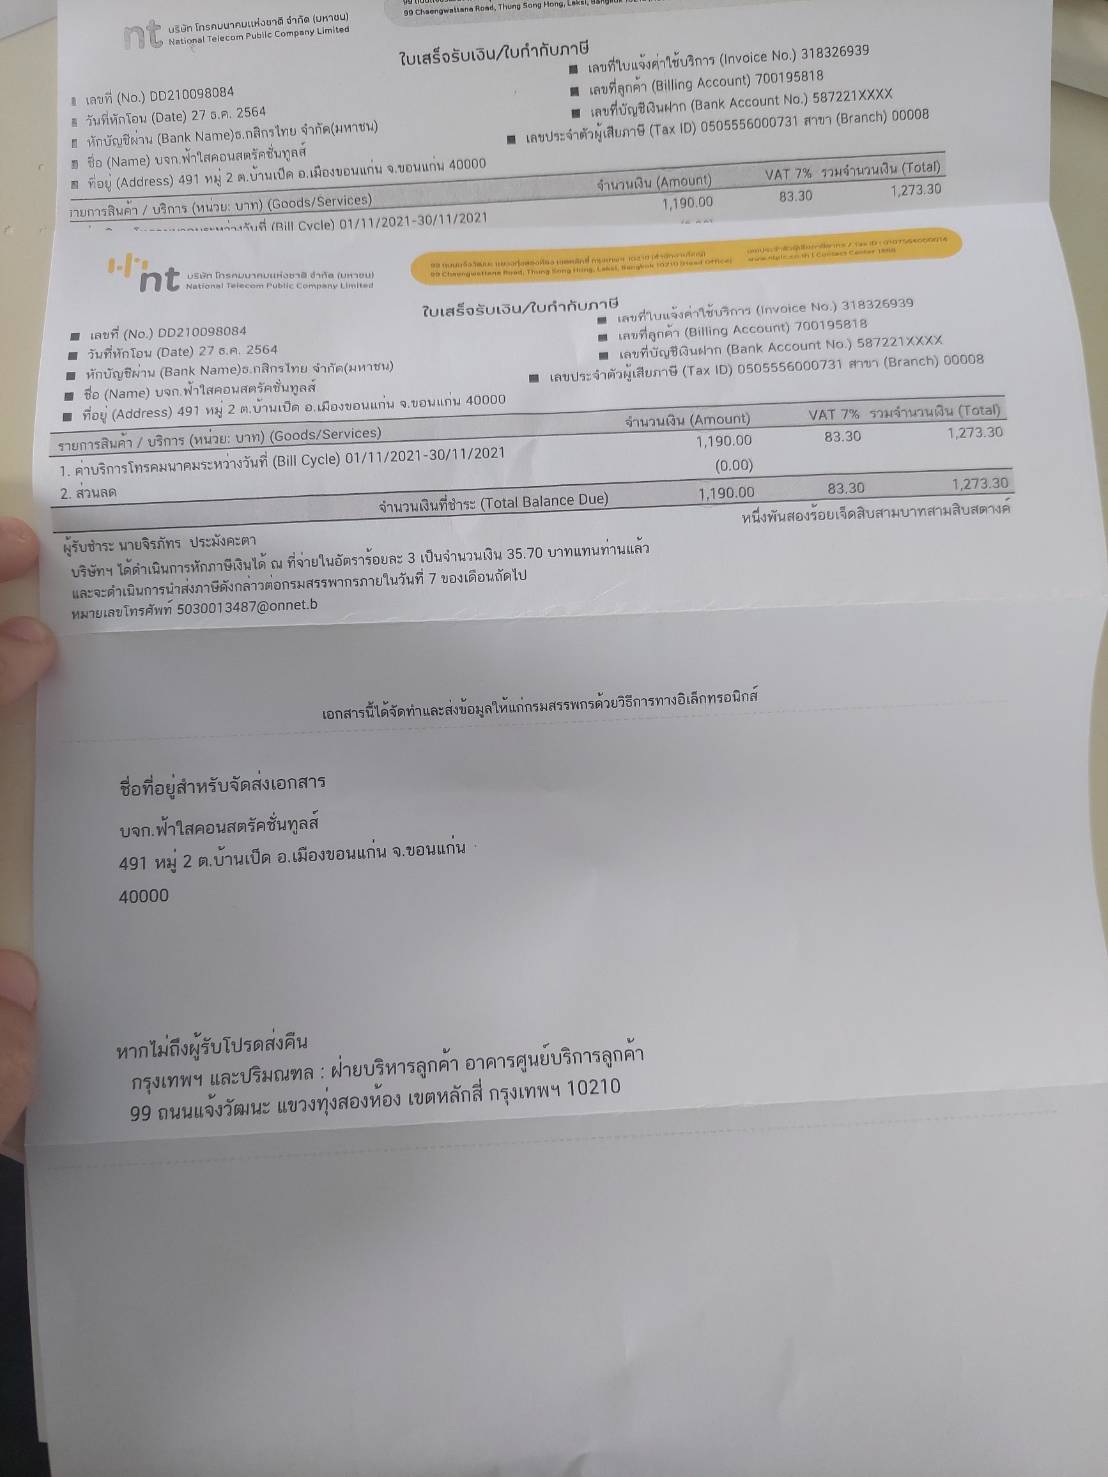 nt บริษัท โทรคมนาคมแห่งชาติ จำกัด (มหาชน)
National Telecom Public Company Limited
99 Chaengwattana Road, Thung Song Hong, Laksi,
ใบเสร็จรับเงิน/ใบกำกับภาษี
เลขที่ (No.) DD210098084
เลขที่ใบแจ้งค่าใช้บริการ (Invoice No.) 318326939
วันที่หักโอน (Date) 27 ธ.ค. 2564
เลขที่ลูกค้า (Billing Account) 700195818
หักบัญชีผ่าน (Bank Name)ธ.กสิกรไทย จำกัด(มหาชน)
เลขที่บัญชีเงินฝาก (Bank Account No.) 587221XXXX
ชื่อ (Name) บจก.ฟ้าใสคอนสตรัคชั่นทูลส์
เลขประจำตัวผู้เสียภาษี (Tax ID) 0505556000731 สาขา (Branch) 00008
ที่อยู่ (Address) 491 หมู่ 2 ต.บ้านเป็ด อ.เมืองขอนแก่น จ.ขอนแก่น 40000
รายการสินค้า / บริการ (หน่วย: บาท) (Goods/Services) จำนวนเงิน (Amount) VAT 7% รวมจำนวนเงิน (Total)
1,190.00 83.30 1,273.30
(Bill Cycle) 01/11/2021-30/11/2021
nt บริษัท โทรคมนาคมแห่งชาติ จำกัด (มหาชน)
National Telecom Public Company Limited
99 ถนนแจ้งวัฒนะ แขวงทุ่งสองห้อง เขตหลักสี่ กรุงเทพฯ 10210 (สำนักงานใหญ่)
99 Chaengwattana Road, Thung Song Hong, Laksi, Bangkok 10210 (Head Office)
เลขประจำตัวผู้เสียภาษีอากร / Tax ID : 0107564000014
www.ntplc.co.th | Contact Center 1888
ใบเสร็จรับเงิน/ใบกำกับภาษี
เลขที่ (No.) DD210098084
เลขที่ใบแจ้งค่าใช้บริการ (Invoice No.) 318326939
วันที่หักโอน (Date) 27 ธ.ค. 2564
เลขที่ลูกค้า (Billing Account) 700195818
หักบัญชีผ่าน (Bank Name)ธ.กสิกรไทย จำกัด(มหาชน)
เลขที่บัญชีเงินฝาก (Bank Account No.) 587221XXXX
ชื่อ (Name) บจก.ฟ้าใสคอนสตรัคชั่นทูลส์
เลขประจำตัวผู้เสียภาษี (Tax ID) 0505556000731 สาขา (Branch) 00008
ที่อยู่ (Address) 491 หมู่ 2 ต.บ้านเป็ด อ.เมืองขอนแก่น จ.ขอนแก่น 40000
รายการสินค้า / บริการ (หน่วย: บาท) (Goods/Services) จำนวนเงิน (Amount) VAT 7% รวมจำนวนเงิน (Total)
1. ค่าบริการโทรคมนาคมระหว่างวันที่ (Bill Cycle) 01/11/2021-30/11/2021 1,190.00 83.30 1,273.30
2. ส่วนลด (0.00)
จำนวนเงินที่ชำระ (Total Balance Due) 1,190.00 83.30 1,273.30
หนึ่งพันสองร้อยเจ็ดสิบสามบาทสามสิบสตางค์
ผู้รับชำระ นายจิรภัทร ประมังคะตา
บริษัทฯ ได้ดำเนินการหักภาษีเงินได้ ณ ที่จ่ายในอัตราร้อยละ 3 เป็นจำนวนเงิน 35.70 บาทแทนท่านแล้ว
และจะดำเนินการนำส่งภาษีดังกล่าวต่อกรมสรรพากรภายในวันที่ 7 ของเดือนถัดไป
หมายเลขโทรศัพท์ 5030013487@onnet.b
เอกสารนี้ได้จัดทำและส่งข้อมูลให้แก่กรมสรรพกรด้วยวิธีการทางอิเล็กทรอนิกส์
ชื่อที่อยู่สำหรับจัดส่งเอกสาร
บจก.ฟ้าใสคอนสตรัคชั่นทูลส์
491 หมู่ 2 ต.บ้านเป็ด อ.เมืองขอนแก่น จ.ขอนแก่น
40000
หากไม่ถึงผู้รับโปรดส่งคืน
กรุงเทพฯ และปริมณฑล : ฝ่ายบริหารลูกค้า อาคารศูนย์บริการลูกค้า
99 ถนนแจ้งวัฒนะ แขวงทุ่งสองห้อง เขตหลักสี่ กรุงเทพฯ 10210